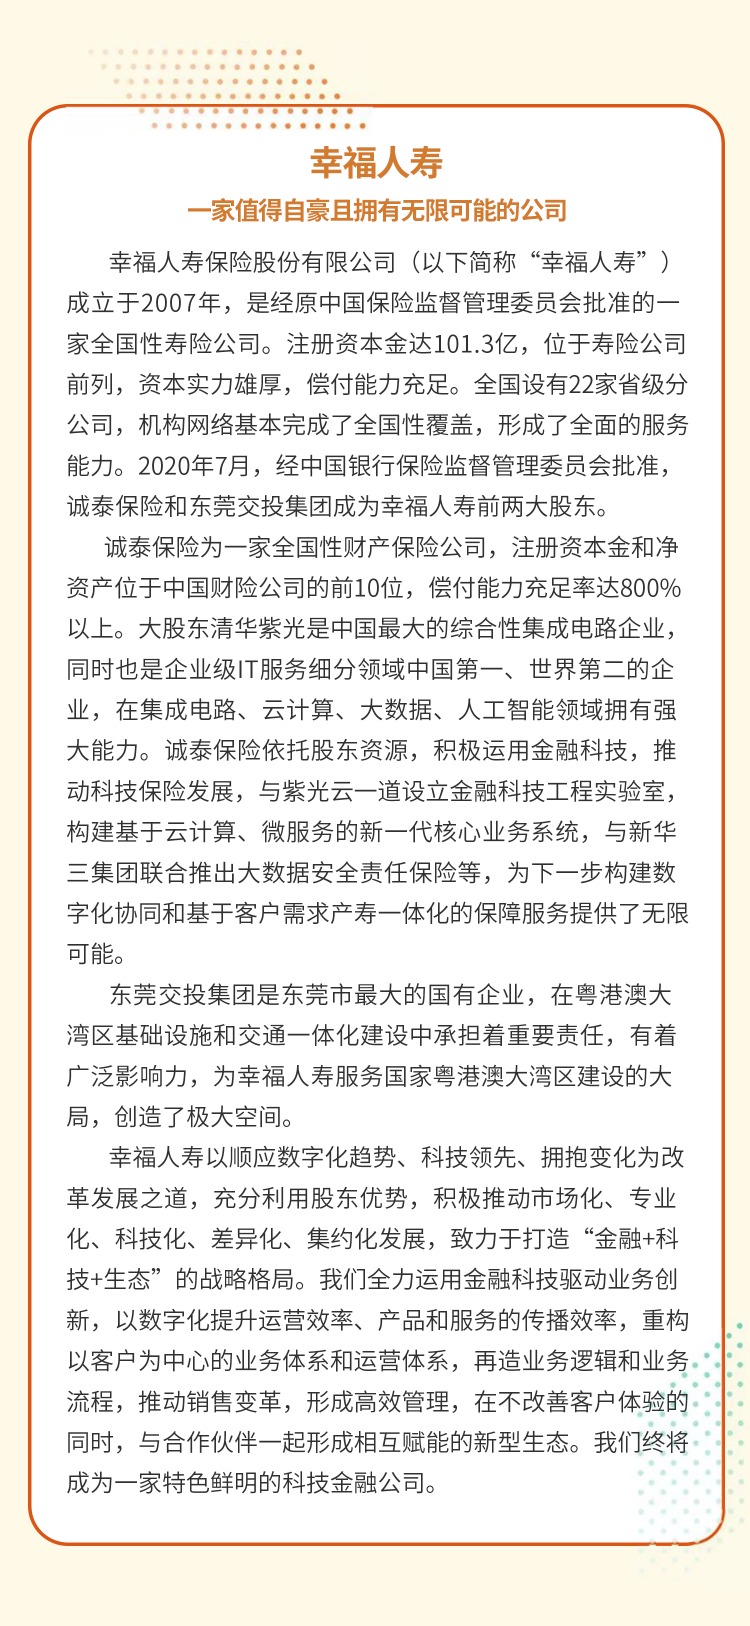 幸福人寿
一家值得自豪且拥有无限可能的公司
幸福人寿保险股份有限公司（以下简称“幸福人寿”）
成立于2007年，是经原中国保险监督管理委员会批准的一
家全国性寿险公司。注册资本金达101.3亿，位于寿险公司
前列，资本实力雄厚，偿付能力充足。全国设有22家省级分
公司，机构网络基本完成了全国性覆盖，形成了全面的服务
能力。2020年7月，经中国银行保险监督管理委员会批准，
诚泰保险和东莞交投集团成为幸福人寿前两大股东。
诚泰保险为一家全国性财产保险公司，注册资本金和净
资产位于中国财险公司的前10位，偿付能力充足率达800%
以上。大股东清华紫光是中国最大的综合性集成电路企业，
同时也是企业级IT服务细分领域中国第一、世界第二的企
业，在集成电路、云计算、大数据、人工智能领域拥有强
大能力。诚泰保险依托股东资源，积极运用金融科技，推
动科技保险发展，与紫光云一道设立金融科技工程实验室，
构建基于云计算、微服务的新一代核心业务系统，与新华
三集团联合推出大数据安全责任保险等，为下一步构建数
字化协同和基于客户需求产寿一体化的保障服务提供了无限
可能。
东莞交投集团是东莞市最大的国有企业，在粤港澳大
湾区基础设施和交通一体化建设中承担着重要责任，有着
广泛影响力，为幸福人寿服务国家粤港澳大湾区建设的大
局，创造了极大空间。
幸福人寿以顺应数字化趋势、科技领先、拥抱变化为改
革发展之道，充分利用股东优势，积极推动市场化、专业
化、科技化、差异化、集约化发展，致力于打造“金融+科
技+生态”的战略格局。我们全力运用金融科技驱动业务创
新，以数字化提升运营效率、产品和服务的传播效率，重构
以客户为中心的业务体系和运营体系，再造业务逻辑和业务
流程，推动销售变革，形成高效管理，在不改善客户体验的
同时，与合作伙伴一起形成相互赋能的新型生态。我们终将
成为一家特色鲜明的科技金融公司。